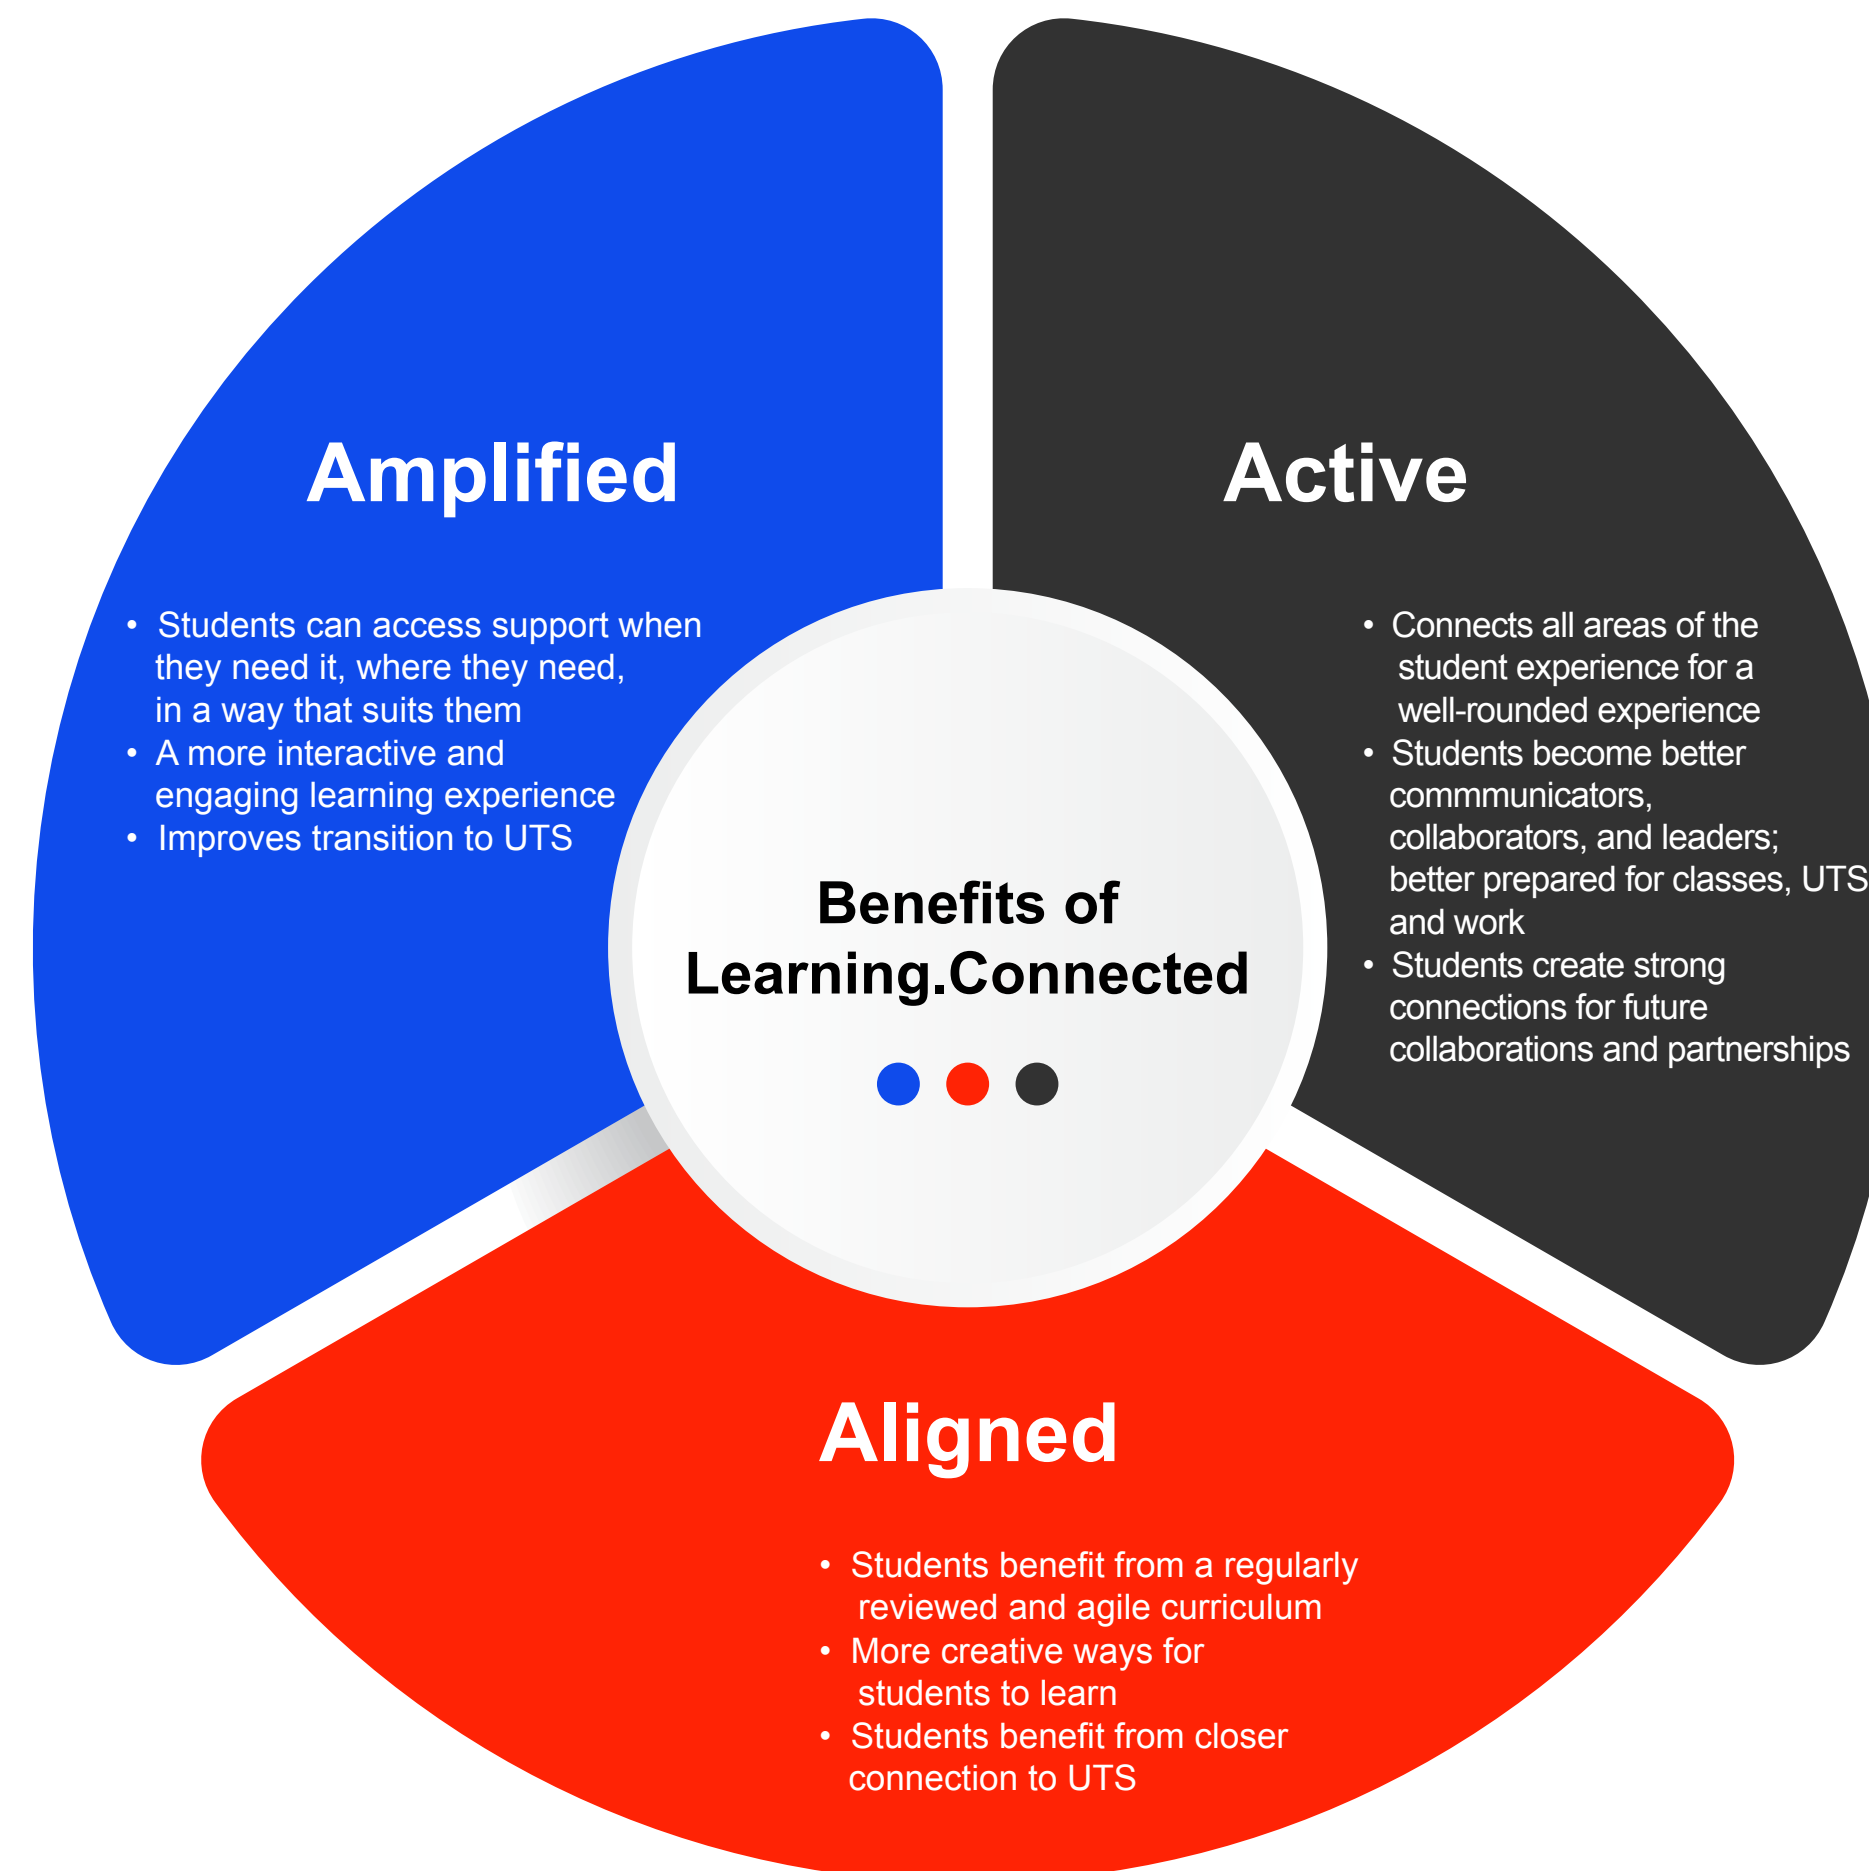 Amplified
• Students can access support when
they need it, where they need,
in a way that suits them
• A more interactive and
engaging learning experience
• Improves transition to UTS
Active
• Connects all areas of the
student experience for a
well-rounded experience
• Students become better
commmunicators,
collaborators, and leaders;
better prepared for classes, UTS
and work
• Students create strong
connections for future
collaborations and partnerships
Benefits of
Learning.Connected
Aligned
• Students benefit from a regularly
reviewed and agile curriculum
• More creative ways for
students to learn
• Students benefit from closer
connection to UTS